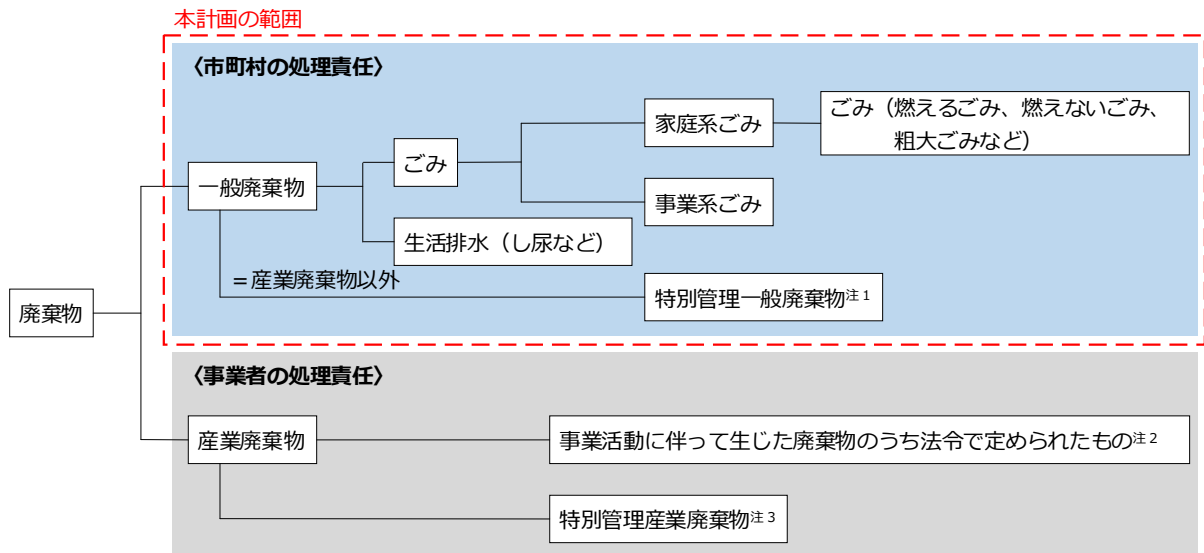 本計画の範囲
〈市町村の処理責任〉
家庭系ごみ
ごみ（燃えるごみ、燃えないごみ、
粗大ごみなど）
ごみ
一般廃棄物
事業系ごみ
生活排水（し尿など）
＝産業廃棄物以外
特別管理一般廃棄物注１
廃棄物
〈事業者の処理責任〉
産業廃棄物
事業活動に伴って生じた廃棄物のうち法令で定められたもの注２
特別管理産業廃棄物注３